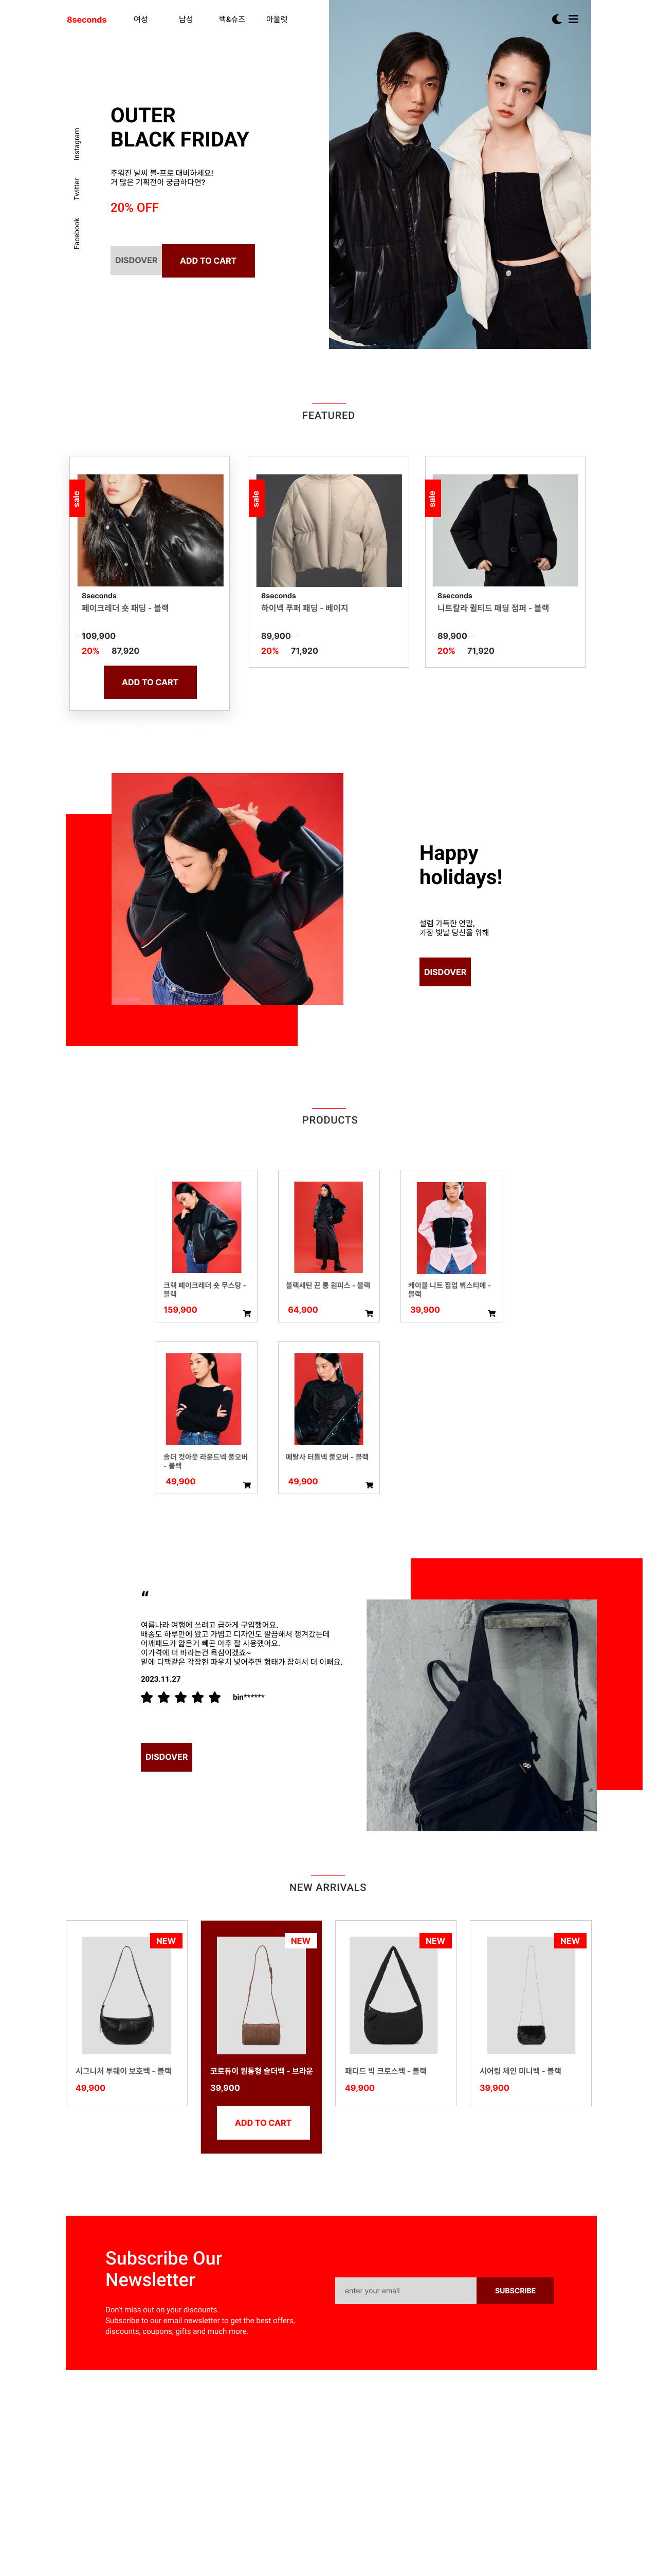 8seconds
여성
남성
백&슈즈
아울렛
Instagram
Twitter
Facebook
OUTER
BLACK FRIDAY
추워진 날씨 블-프로 대비하세요!
거 많은 기획전이 궁금하다면?
20% OFF
DISDOVER
ADD TO CART
FEATURED
sale
8seconds
페이크레더 숏 패딩 - 블랙
109,900
20% 87,920
ADD TO CART
sale
8seconds
하이넥 푸퍼 패딩 - 베이지
89,900
20% 71,920
sale
8seconds
니트칼라 퀼티드 패딩 점퍼 - 블랙
89,900
20% 71,920
Happy
holidays!
설렘 가득한 연말,
가장 빛날 당신을 위해
DISDOVER
PRODUCTS
크랙 페이크레더 숏 무스탕 -
블랙
159,900
블랙새틴 끈 롱 원피스 - 블랙
64,900
케이블 니트 집업 뷔스티에 -
블랙
39,900
숄더 컷아웃 라운드넥 풀오버
- 블랙
49,900
메탈사 터틀넥 풀오버 - 블랙
49,900
“
여름나라 여행에 쓰려고 급하게 구입했어요.
배송도 하루만에 왔고 가볍고 디자인도 깔끔해서 챙겨갔는데
어깨패드가 얇은거 빼곤 아주 잘 사용했어요.
이가격에 더 바라는건 욕심이겠죠~
밑에 디팩같은 각잡힌 파우치 넣어주면 형태가 잡혀서 더 이뻐요.
2023.11.27
bin******
DISDOVER
NEW ARRIVALS
NEW
시그니처 투웨이 보호백 - 블랙
49,900
NEW
코로듀이 원통형 숄더백 - 브라운
39,900
ADD TO CART
NEW
패디드 빅 크로스백 - 블랙
49,900
NEW
시어링 체인 미니백 - 블랙
39,900
Subscribe Our
Newsletter
Don't miss out on your discounts.
Subscribe to our email newsletter to get the best offers,
discounts, coupons, gifts and much more.
enter your email
SUBSCRIBE